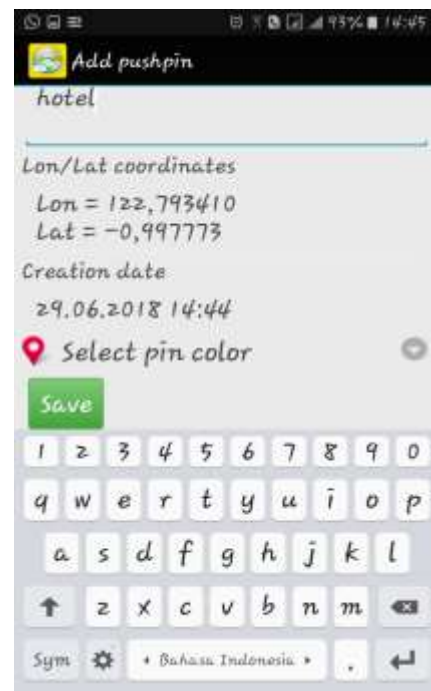 93% 14:45
Add pushpin
hotel
Lon/Lat coordinates
Lon = 122,793410
Lat = -0,997773
Creation date
29.06.2018 14:44
Select pin color
Save
1 2 3 4 5 6 7 8 9 0
q w e r t y u i o p
a s d f g h j k l
z x c v b n m
Sym Bahasa Indonesia .